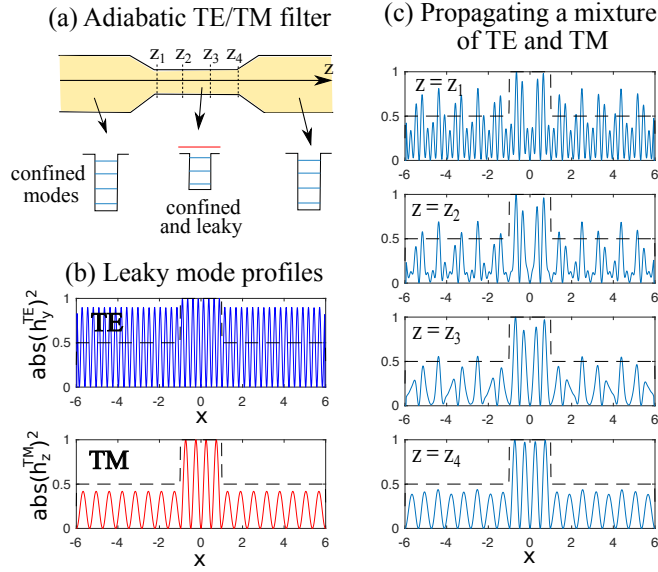 (a) Adiabatic TE/TM filter
z₁ z₂ z₃ z₄
z
confined
modes
confined
and leaky
(b) Leaky mode profiles
TE
abs(h_y^TE)^2
1
0.5
0
-6 -4 -2 0 2 4 6
x
TM
abs(h_z^TM)^2
1
0.5
0
-6 -4 -2 0 2 4 6
x
(c) Propagating a mixture
of TE and TM
z = z₁
1
0.5
0
-6 -4 -2 0 2 4 6
z = z₂
1
0.5
0
-6 -4 -2 0 2 4 6
z = z₃
1
0.5
0
-6 -4 -2 0 2 4 6
z = z₄
1
0.5
0
-6 -4 -2 0 2 4 6
x